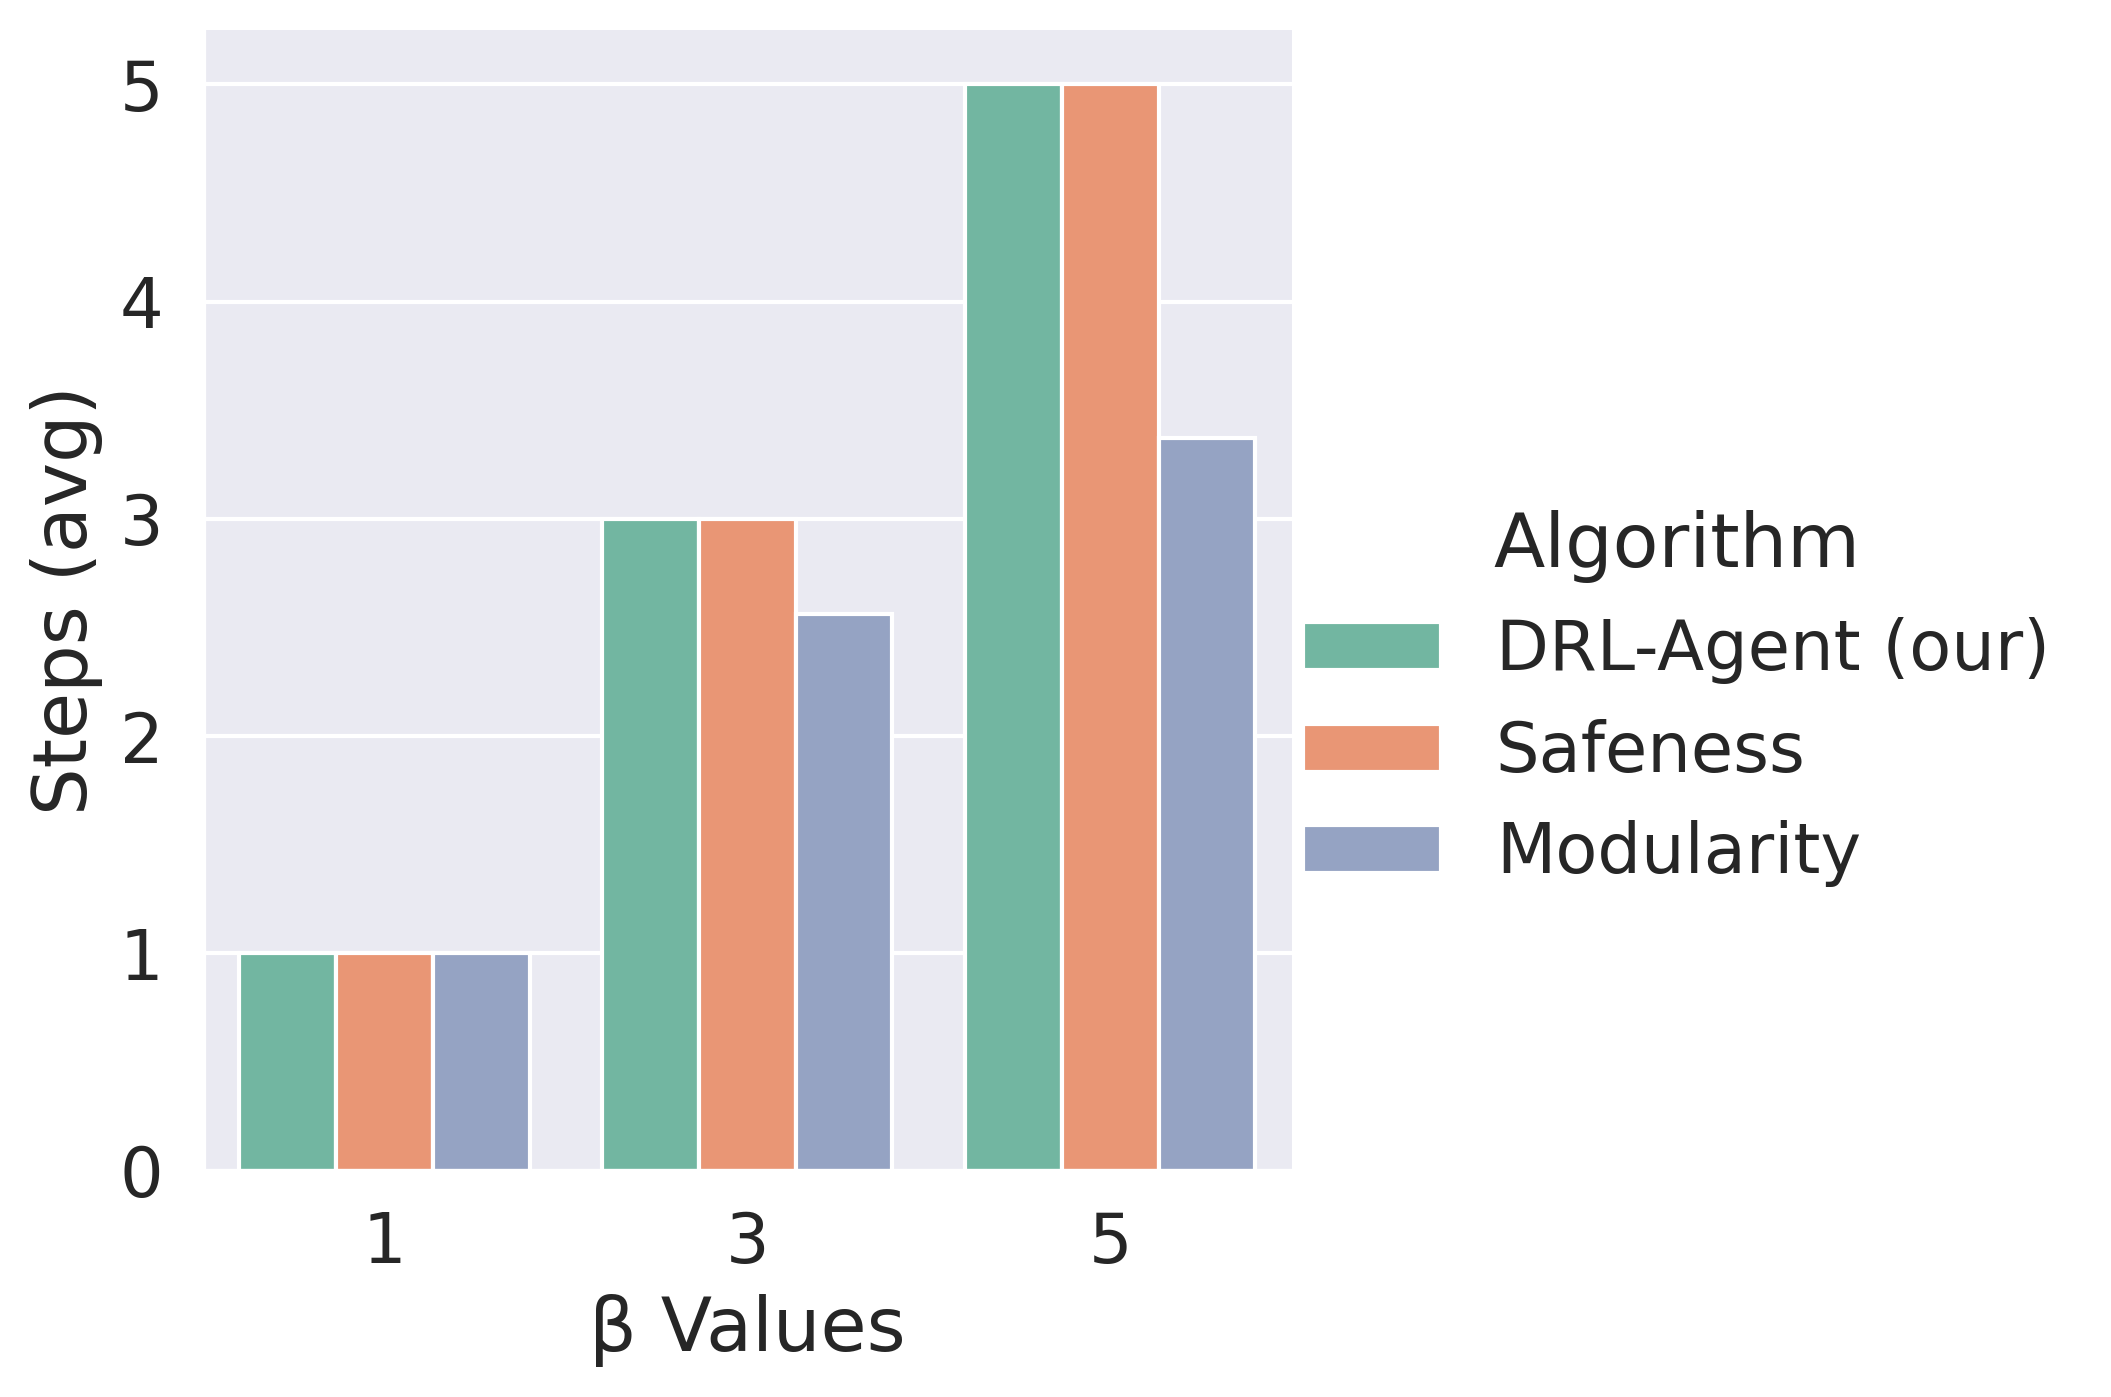 5
4
3
2
1
0
Steps (avg)
1 3 5
β Values
Algorithm
DRL-Agent (our)
Safeness
Modularity